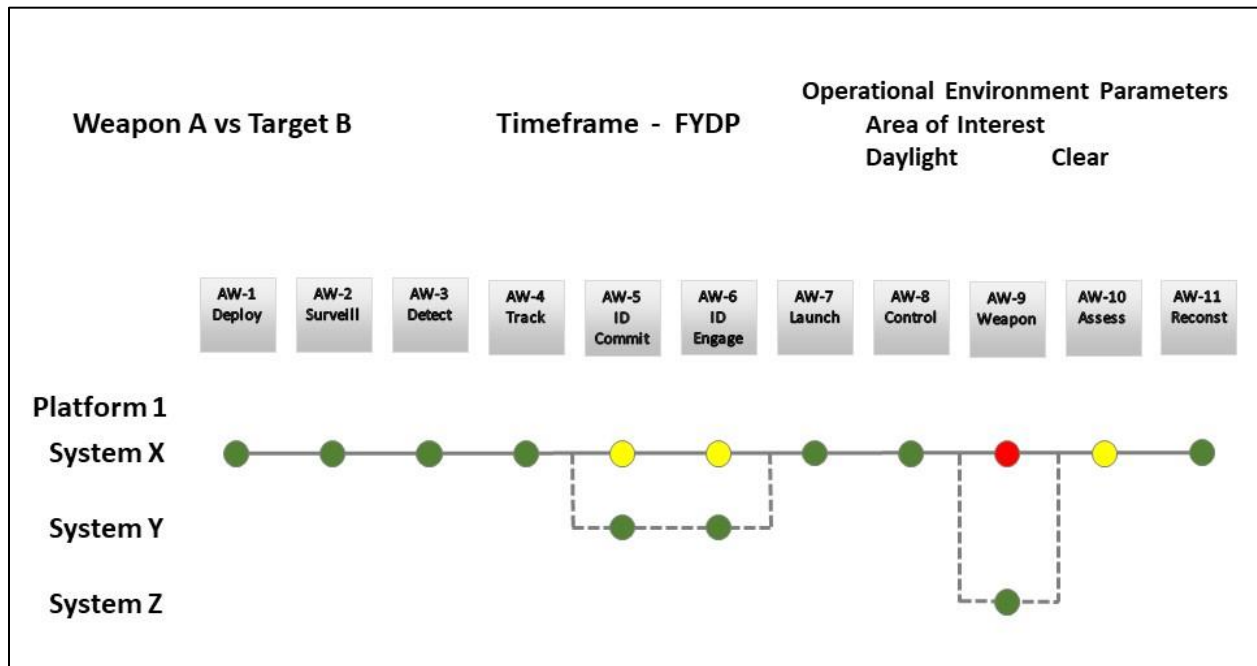 Weapon A vs Target B
Timeframe - FYDP
Operational Environment Parameters
Area of Interest
Daylight Clear
AW-1
Deploy
AW-2
Surveill
AW-3
Detect
AW-4
Track
AW-5
ID
Commit
AW-6
ID
Engage
AW-7
Launch
AW-8
Control
AW-9
Weapon
AW-10
Assess
AW-11
Reconst
Platform 1
System X
System Y
System Z